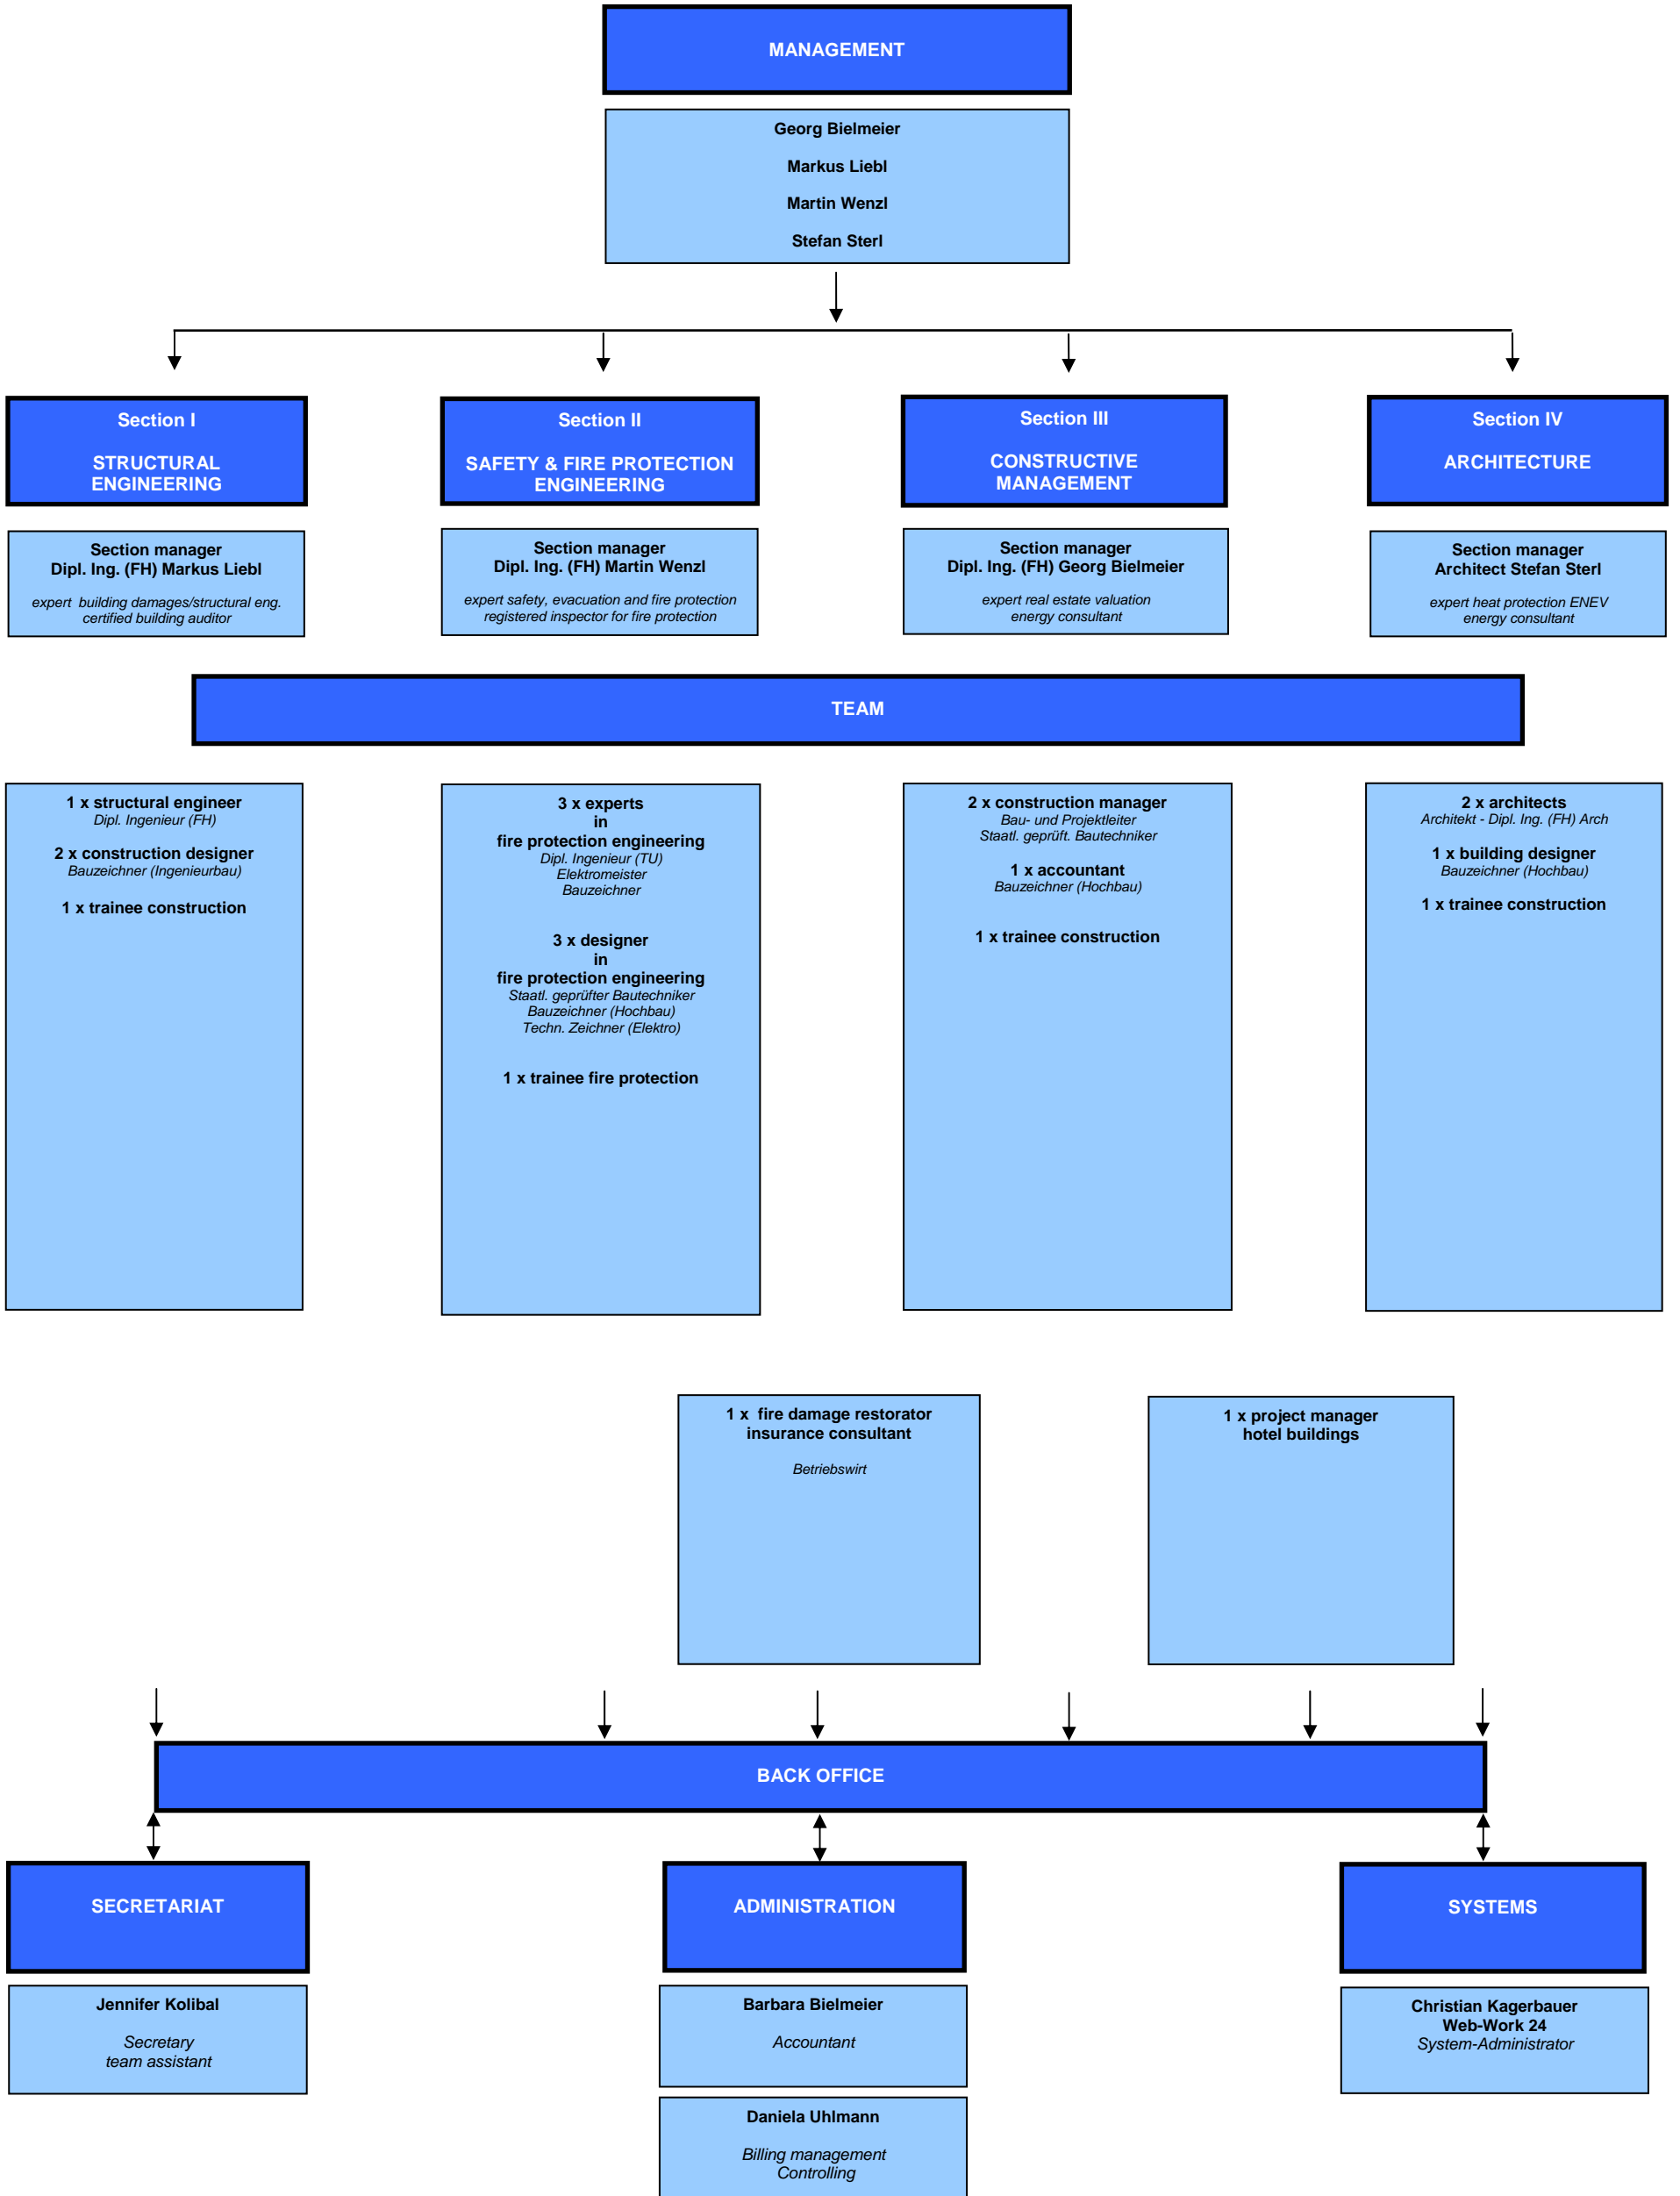 MANAGEMENT
Georg Bielmeier
Markus Liebl
Martin Wenzl
Stefan Sterl
Section I
STRUCTURAL
ENGINEERING
Section II
SAFETY & FIRE PROTECTION
ENGINEERING
Section III
CONSTRUCTIVE
MANAGEMENT
Section IV
ARCHITECTURE
Section manager
Dipl. Ing. (FH) Markus Liebl
expert building damages/structural eng.
certified building auditor
Section manager
Dipl. Ing. (FH) Martin Wenzl
expert safety, evacuation and fire protection
registered inspector for fire protection
Section manager
Dipl. Ing. (FH) Georg Bielmeier
expert real estate valuation
energy consultant
Section manager
Architect Stefan Sterl
expert heat protection ENEV
energy consultant
TEAM
1 x structural engineer
Dipl. Ingenieur (FH)
2 x construction designer
Bauzeichner (Ingenieurbau)
1 x trainee construction
3 x experts
in
fire protection engineering
Dipl. Ingenieur (TU)
Elektromeister
Bauzeichner
3 x designer
in
fire protection engineering
Staatl. geprüfter Bautechniker
Bauzeichner (Hochbau)
Techn. Zeichner (Elektro)
1 x trainee fire protection
2 x construction manager
Bau- und Projektleiter
Staatl. geprüft. Bautechniker
1 x accountant
Bauzeichner (Hochbau)
1 x trainee construction
2 x architects
Architekt - Dipl. Ing. (FH) Arch
1 x building designer
Bauzeichner (Hochbau)
1 x trainee construction
1 x fire damage restorator
insurance consultant
Betriebswirt
1 x project manager
hotel buildings
BACK OFFICE
SECRETARIAT
ADMINISTRATION
SYSTEMS
Jennifer Kolibal
Secretary
team assistant
Barbara Bielmeier
Accountant
Christian Kagerbauer
Web-Work 24
System-Administrator
Daniela Uhlmann
Billing management
Controlling